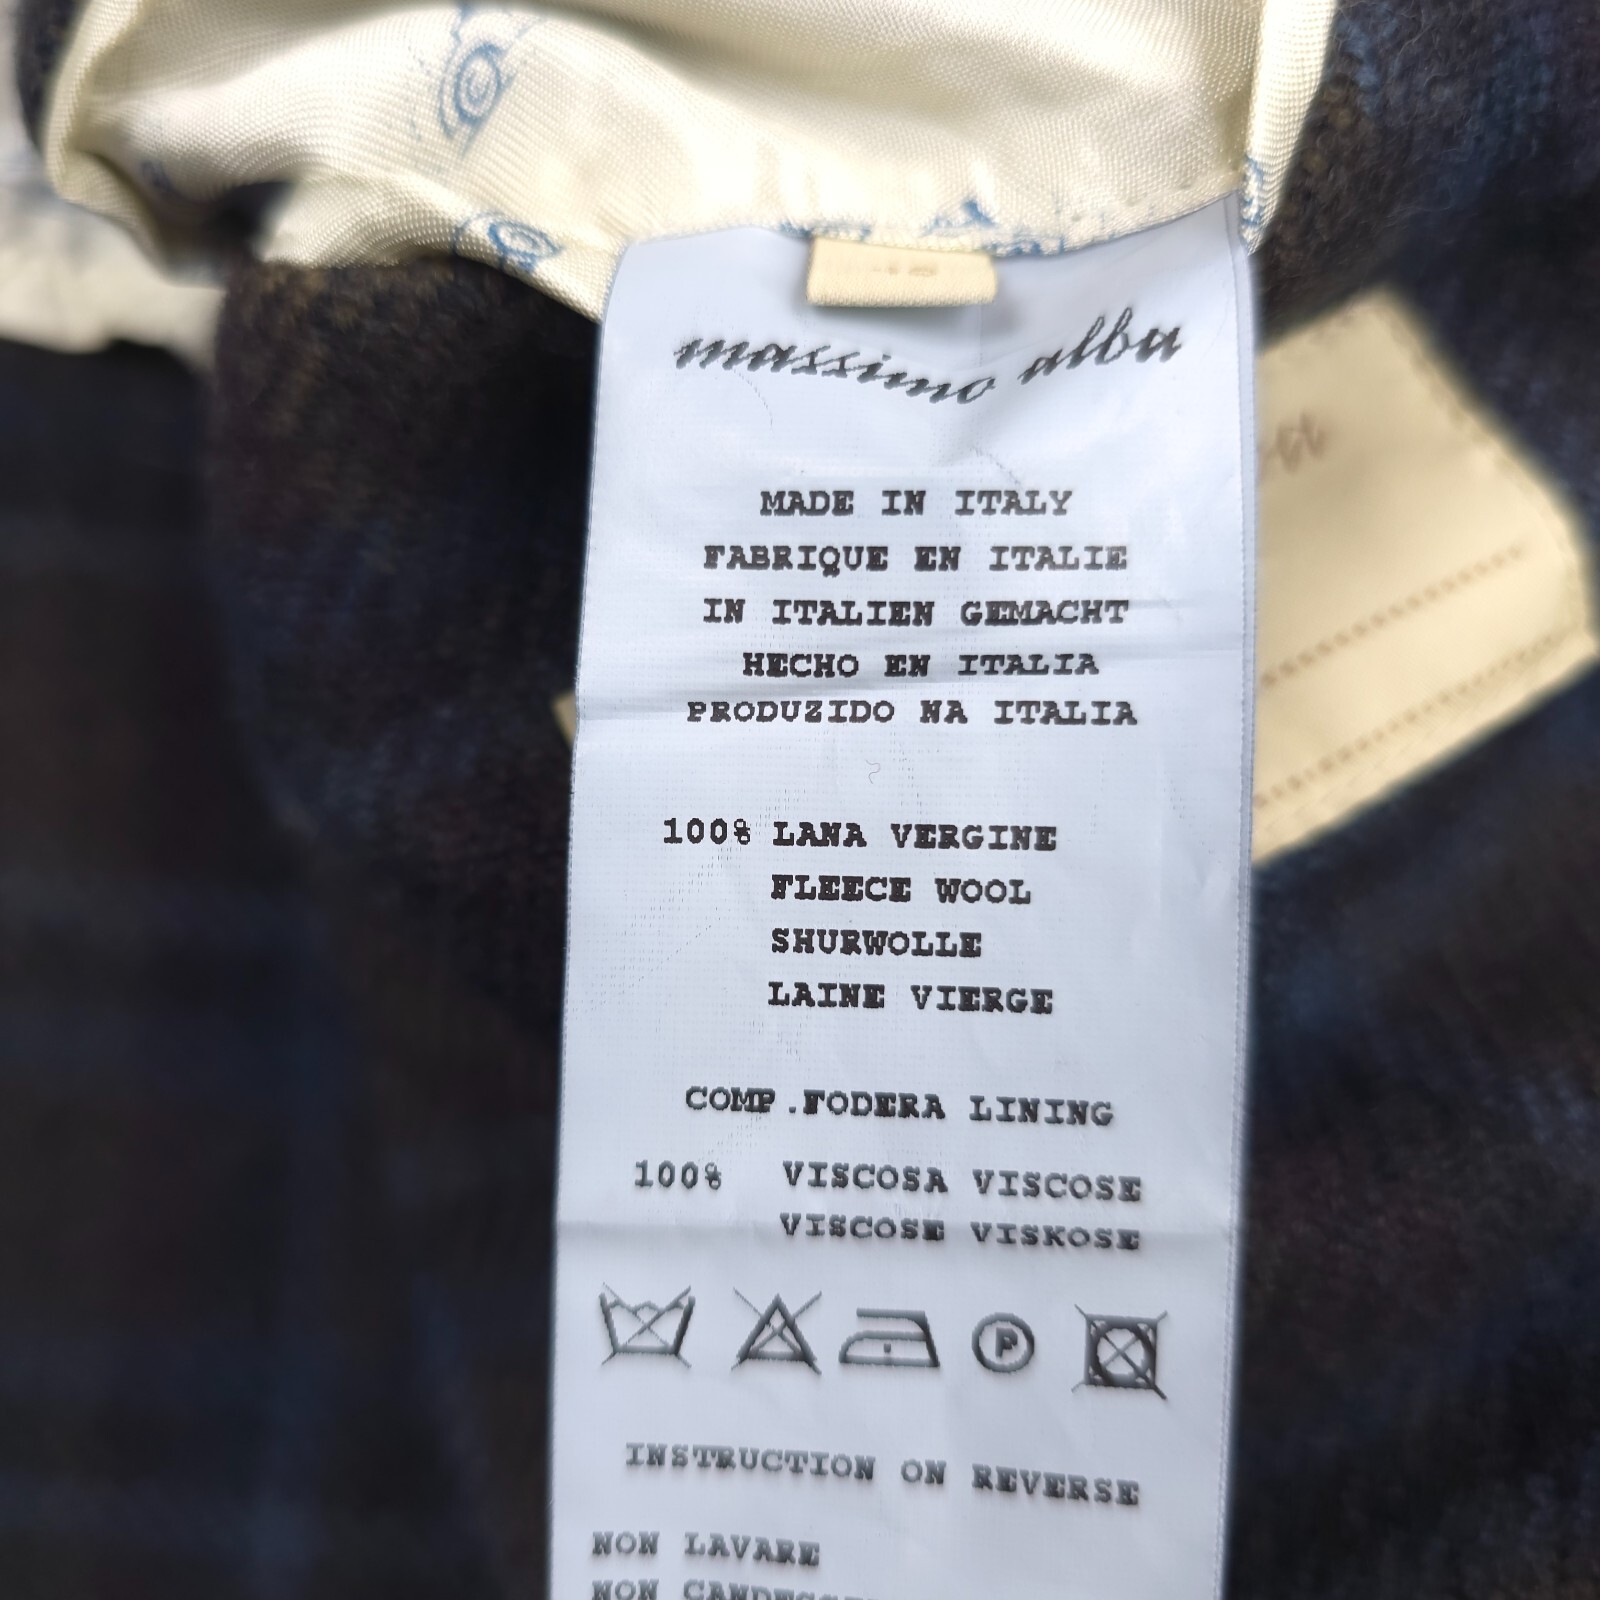 massimo alba
MADE IN ITALY
FABRIQUE EN ITALIE
IN ITALIEN GEMACHT
HECHO EN ITALIA
PRODUZIDO NA ITALIA
100% LANA VERGINE
FLEECE WOOL
SHURWOLLE
LAINE VIERGE
COMP.FODERA LINING
100% VISCOSA VISCOSE
VISCOSE VISKOSE
P
INSTRUCTION ON REVERSE
NON LAVARE
NON